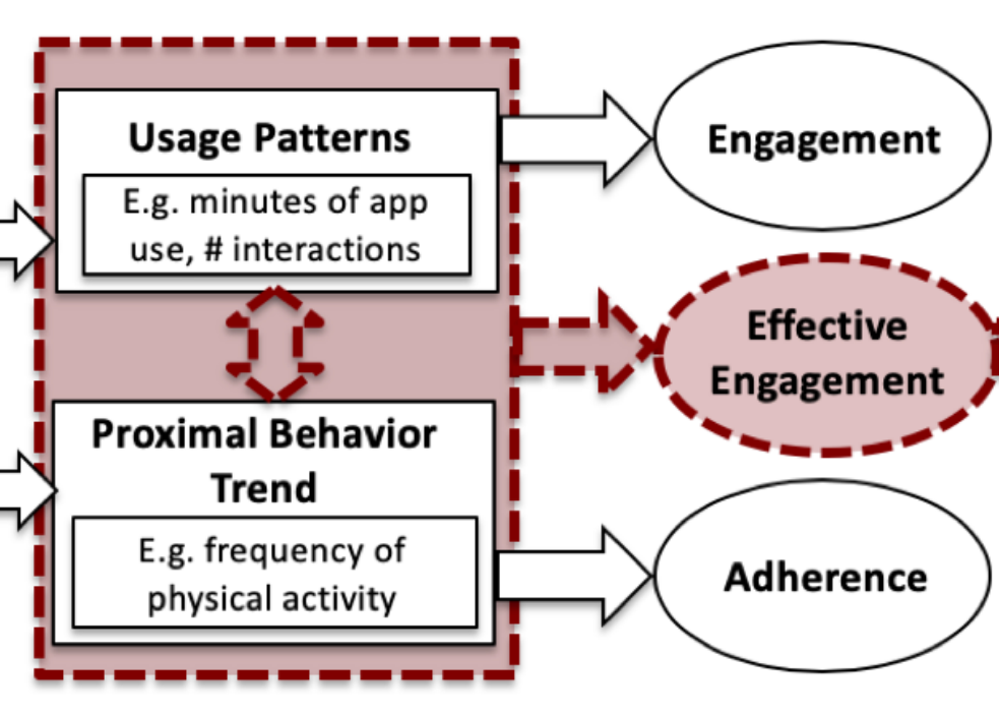 Usage Patterns
E.g. minutes of app
use, # interactions
Engagement
Effective
Engagement
Proximal Behavior
Trend
E.g. frequency of
physical activity
Adherence